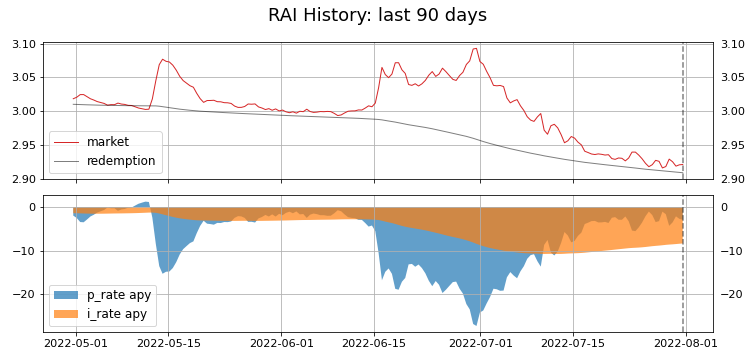 RAI History: last 90 days
3.10 3.10
3.05 3.05
3.00 3.00
2.95 2.95
2.90 2.90
market
redemption
0 0
−10 −10
−20 −20
p_rate apy
i_rate apy
2022-05-01 2022-05-15 2022-06-01 2022-06-15 2022-07-01 2022-07-15 2022-08-01